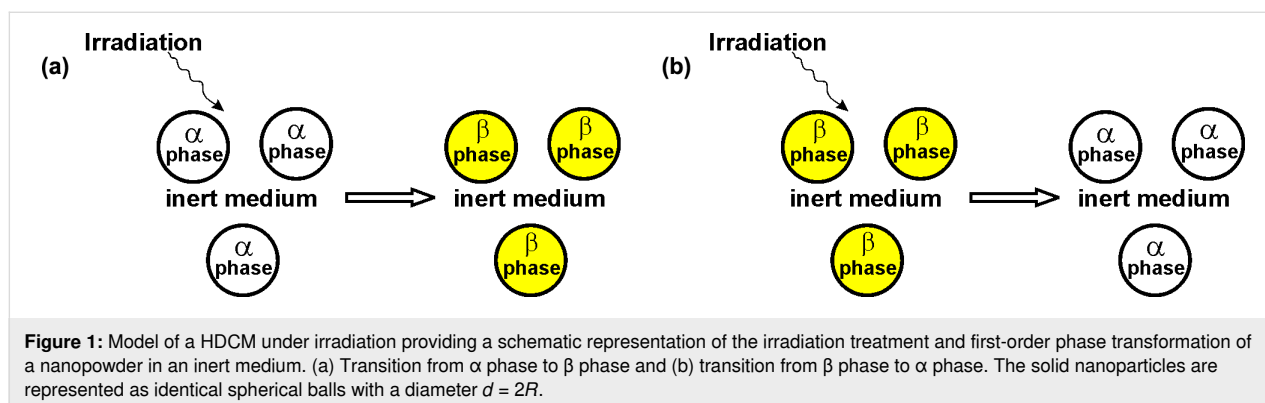 Irradiation
(a)
α
phase
α
phase
β
phase
β
phase
inert medium
inert medium
α
phase
β
phase
Irradiation
(b)
β
phase
β
phase
α
phase
α
phase
inert medium
inert medium
β
phase
α
phase
Figure 1: Model of a HDCM under irradiation providing a schematic representation of the irradiation treatment and first-order phase transformation of
a nanopowder in an inert medium. (a) Transition from α phase to β phase and (b) transition from β phase to α phase. The solid nanoparticles are
represented as identical spherical balls with a diameter d = 2R.